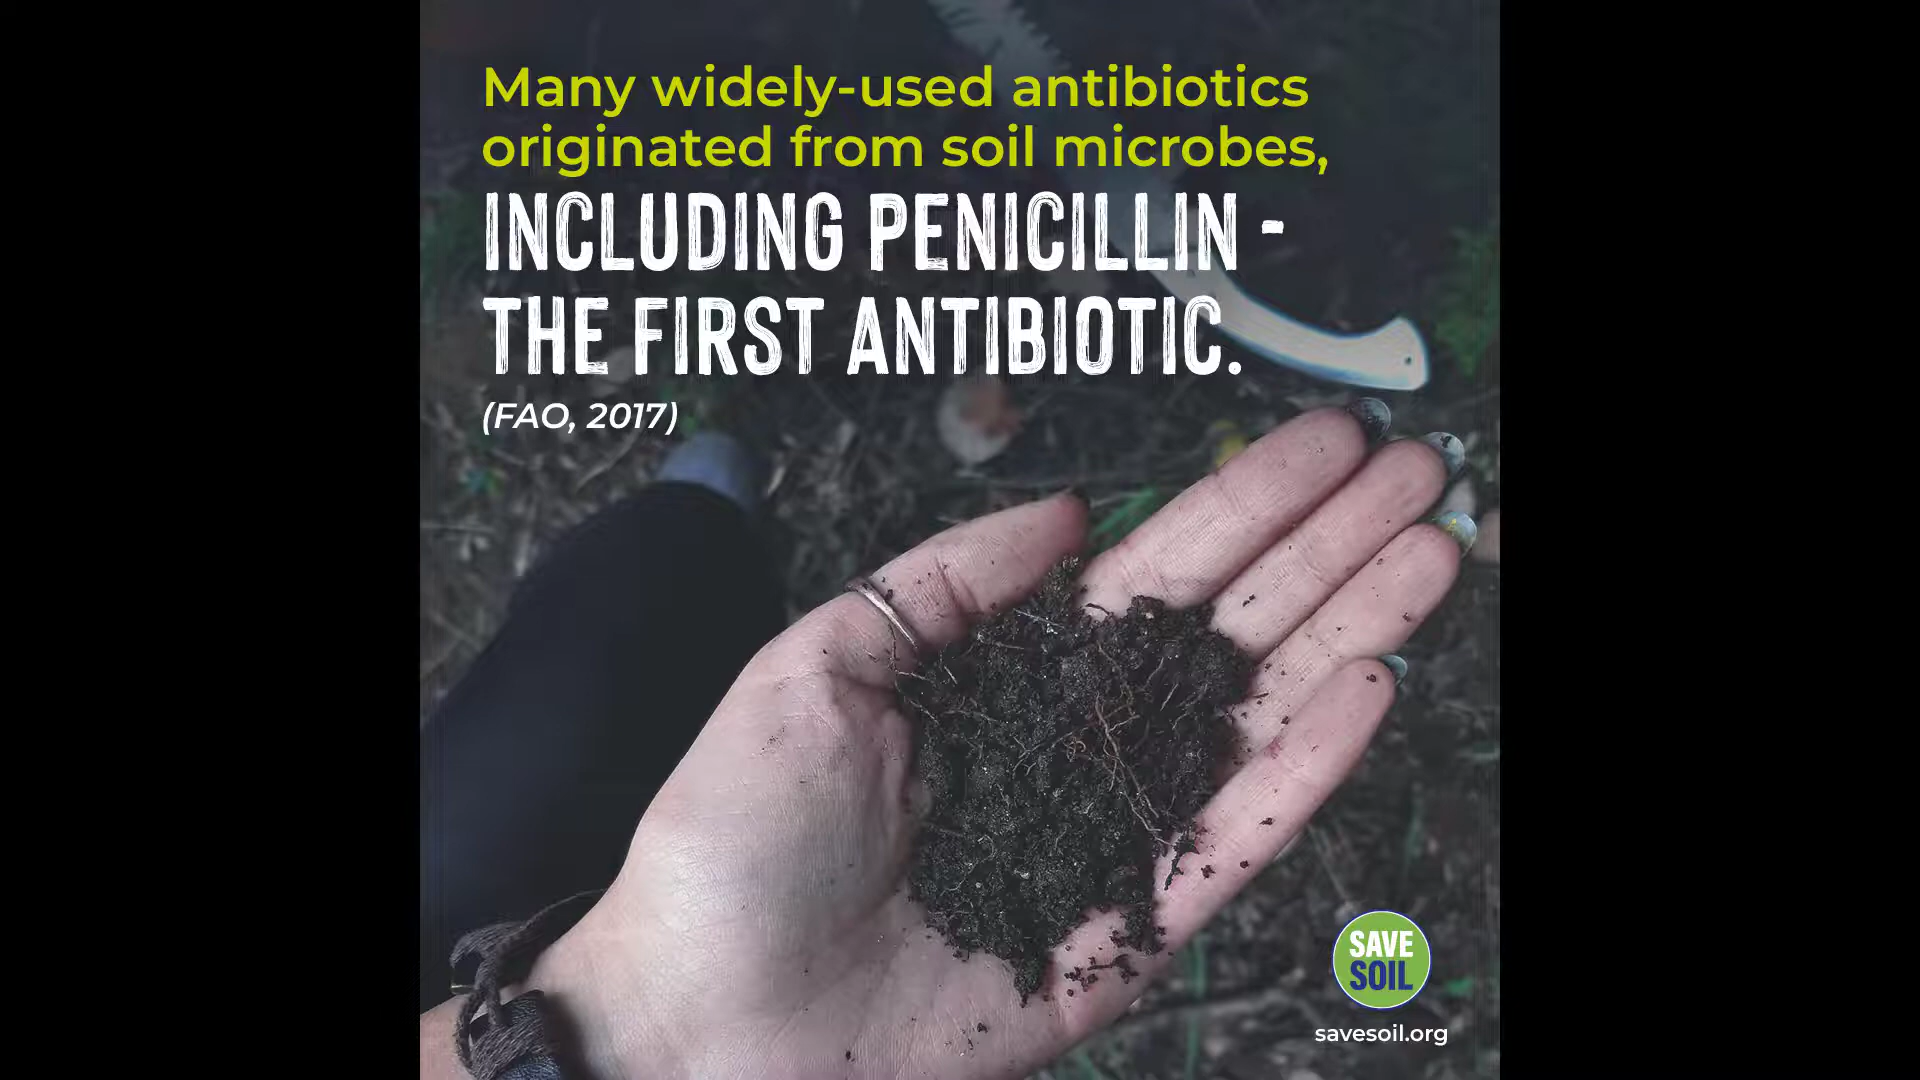 Many widely-used antibiotics
originated from soil microbes,
INCLUDING PENICILLIN -
THE FIRST ANTIBIOTIC.
(FAO, 2017)
SAVE
SOIL
savesoil.org